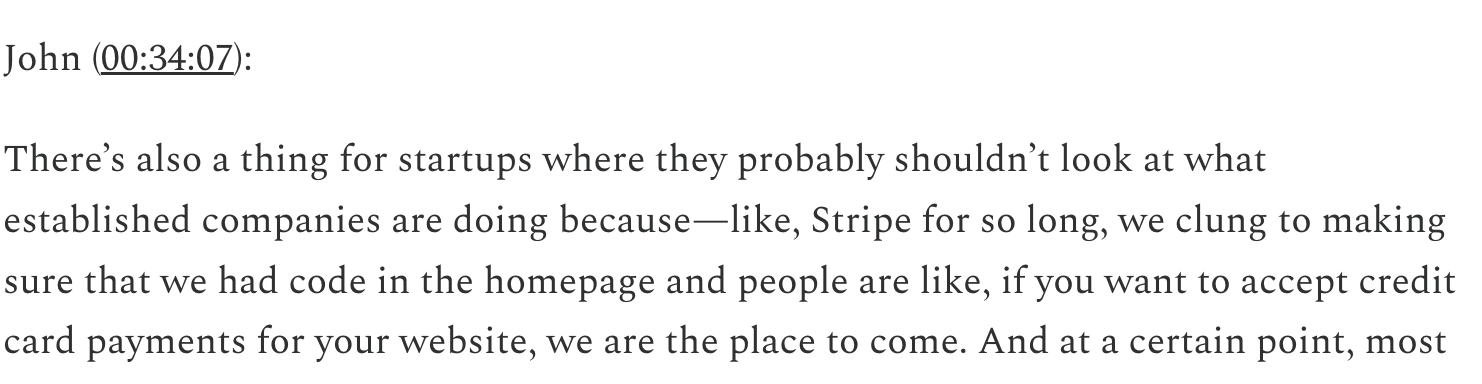 John (00:34:07):
There’s also a thing for startups where they probably shouldn’t look at what
established companies are doing because—like, Stripe for so long, we clung to making
sure that we had code in the homepage and people are like, if you want to accept credit
card payments for your website, we are the place to come. And at a certain point, most